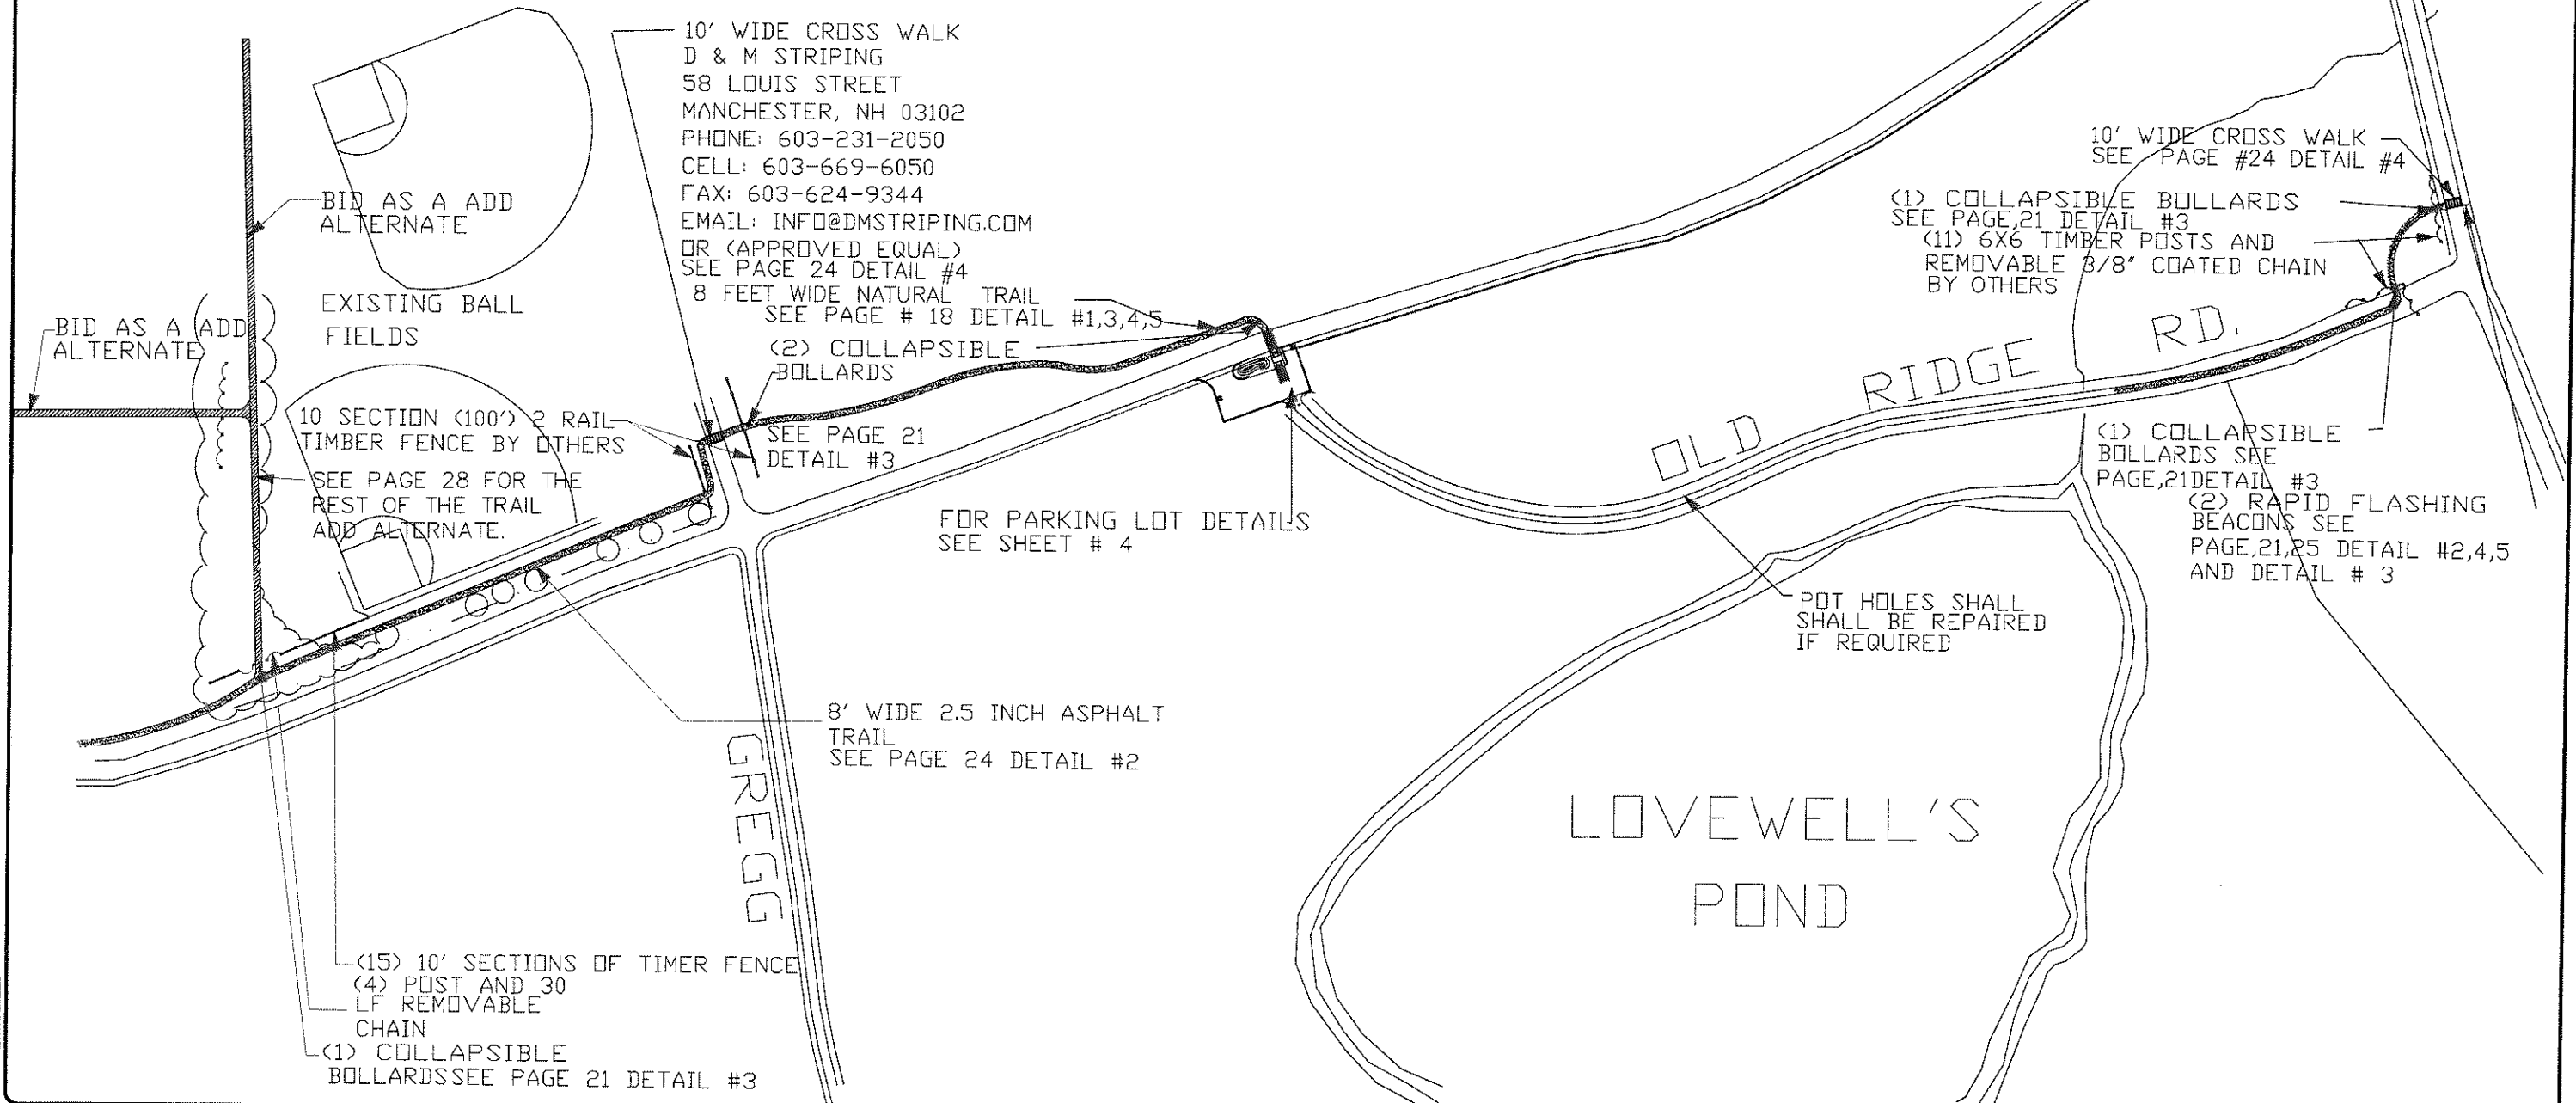 10' WIDE CROSS WALK
D & M STRIPING
58 LOUIS STREET
MANCHESTER, NH 03102
PHONE: 603-231-2050
CELL: 603-669-6050
FAX: 603-624-9344
EMAIL: INFO@DMSTRIPING.COM
OR (APPROVED EQUAL)
SEE PAGE 24 DETAIL #4
8 FEET WIDE NATURAL TRAIL
SEE PAGE # 18 DETAIL #1,3,4,5
(2) COLLAPSIBLE
BOLLARDS
SEE PAGE 21
DETAIL #3
BID AS A ADD
ALTERNATE
EXISTING BALL
FIELDS
BID AS A ADD
ALTERNATE
10 SECTION (100') 2 RAIL
TIMBER FENCE BY OTHERS
SEE PAGE 28 FOR THE
REST OF THE TRAIL
ADD ALTERNATE.
10' WIDE CROSS WALK
SEE PAGE #24 DETAIL #4
(1) COLLAPSIBLE BOLLARDS
SEE PAGE,21 DETAIL #3
(11) 6X6 TIMBER POSTS AND
REMOVABLE 3/8" COATED CHAIN
BY OTHERS
OLD RIDGE RD.
(1) COLLAPSIBLE
BOLLARDS SEE
PAGE,21DETAIL #3
(2) RAPID FLASHING
BEACONS SEE
PAGE,21,25 DETAIL #2,4,5
AND DETAIL # 3
FOR PARKING LOT DETAILS
SEE SHEET # 4
POT HOLES SHALL
SHALL BE REPAIRED
IF REQUIRED
8' WIDE 2.5 INCH ASPHALT
TRAIL
SEE PAGE 24 DETAIL #2
GREGG
LOVEWELL'S
POND
(15) 10' SECTIONS OF TIMER FENCE
(4) POST AND 30
LF REMOVABLE
CHAIN
(1) COLLAPSIBLE
BOLLARDSSEE PAGE 21 DETAIL #3